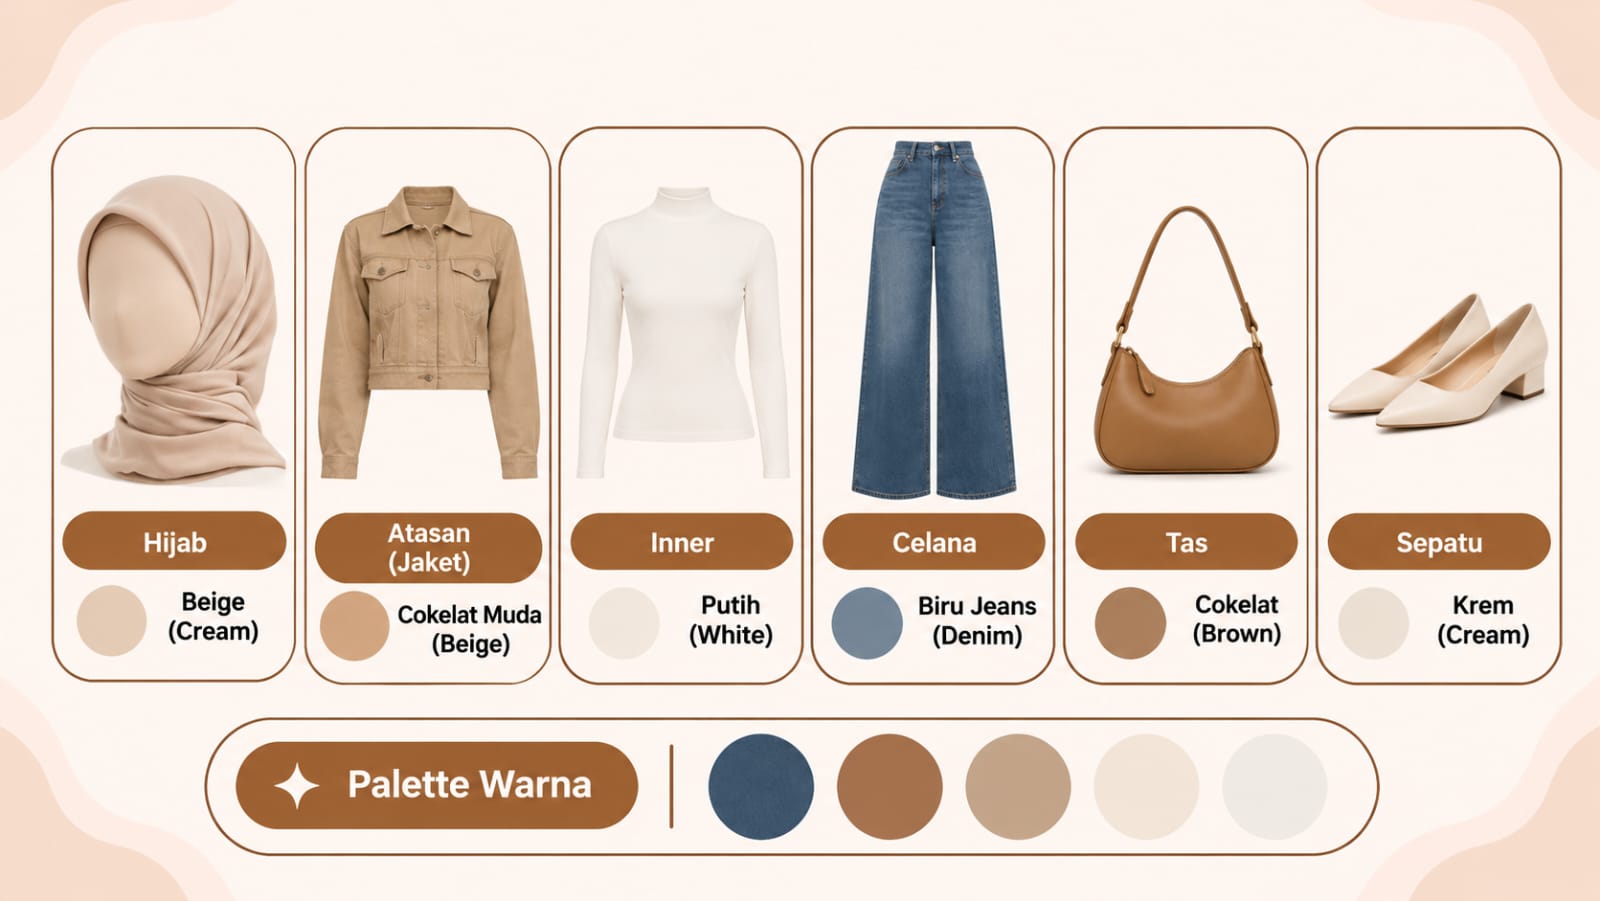 Hijab
Beige
(Cream)
Atasan
(Jaket)
Cokelat Muda
(Beige)
Inner
Putih
(White)
Celana
Biru Jeans
(Denim)
Tas
Cokelat
(Brown)
Sepatu
Krem
(Cream)
Palette Warna